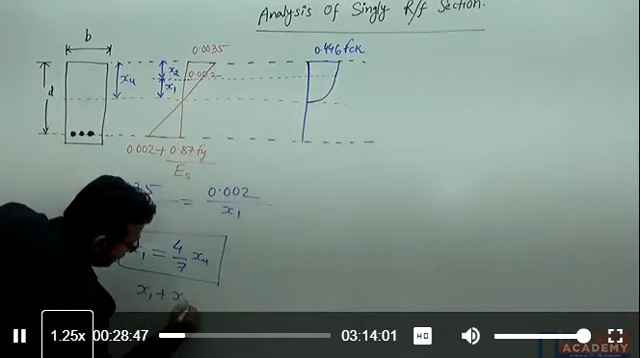 Analysis Of Singly R/f Section.
b
0.0035
0.446fck
x₂
xᵤ
0.002
x₁
d
0.002 + 0.87fy
Es
= 0.002
x₁
x₁ = 4/7 xᵤ
x₁ + x
1.25x 00:28:47 03:14:01 HD
ACADEMY